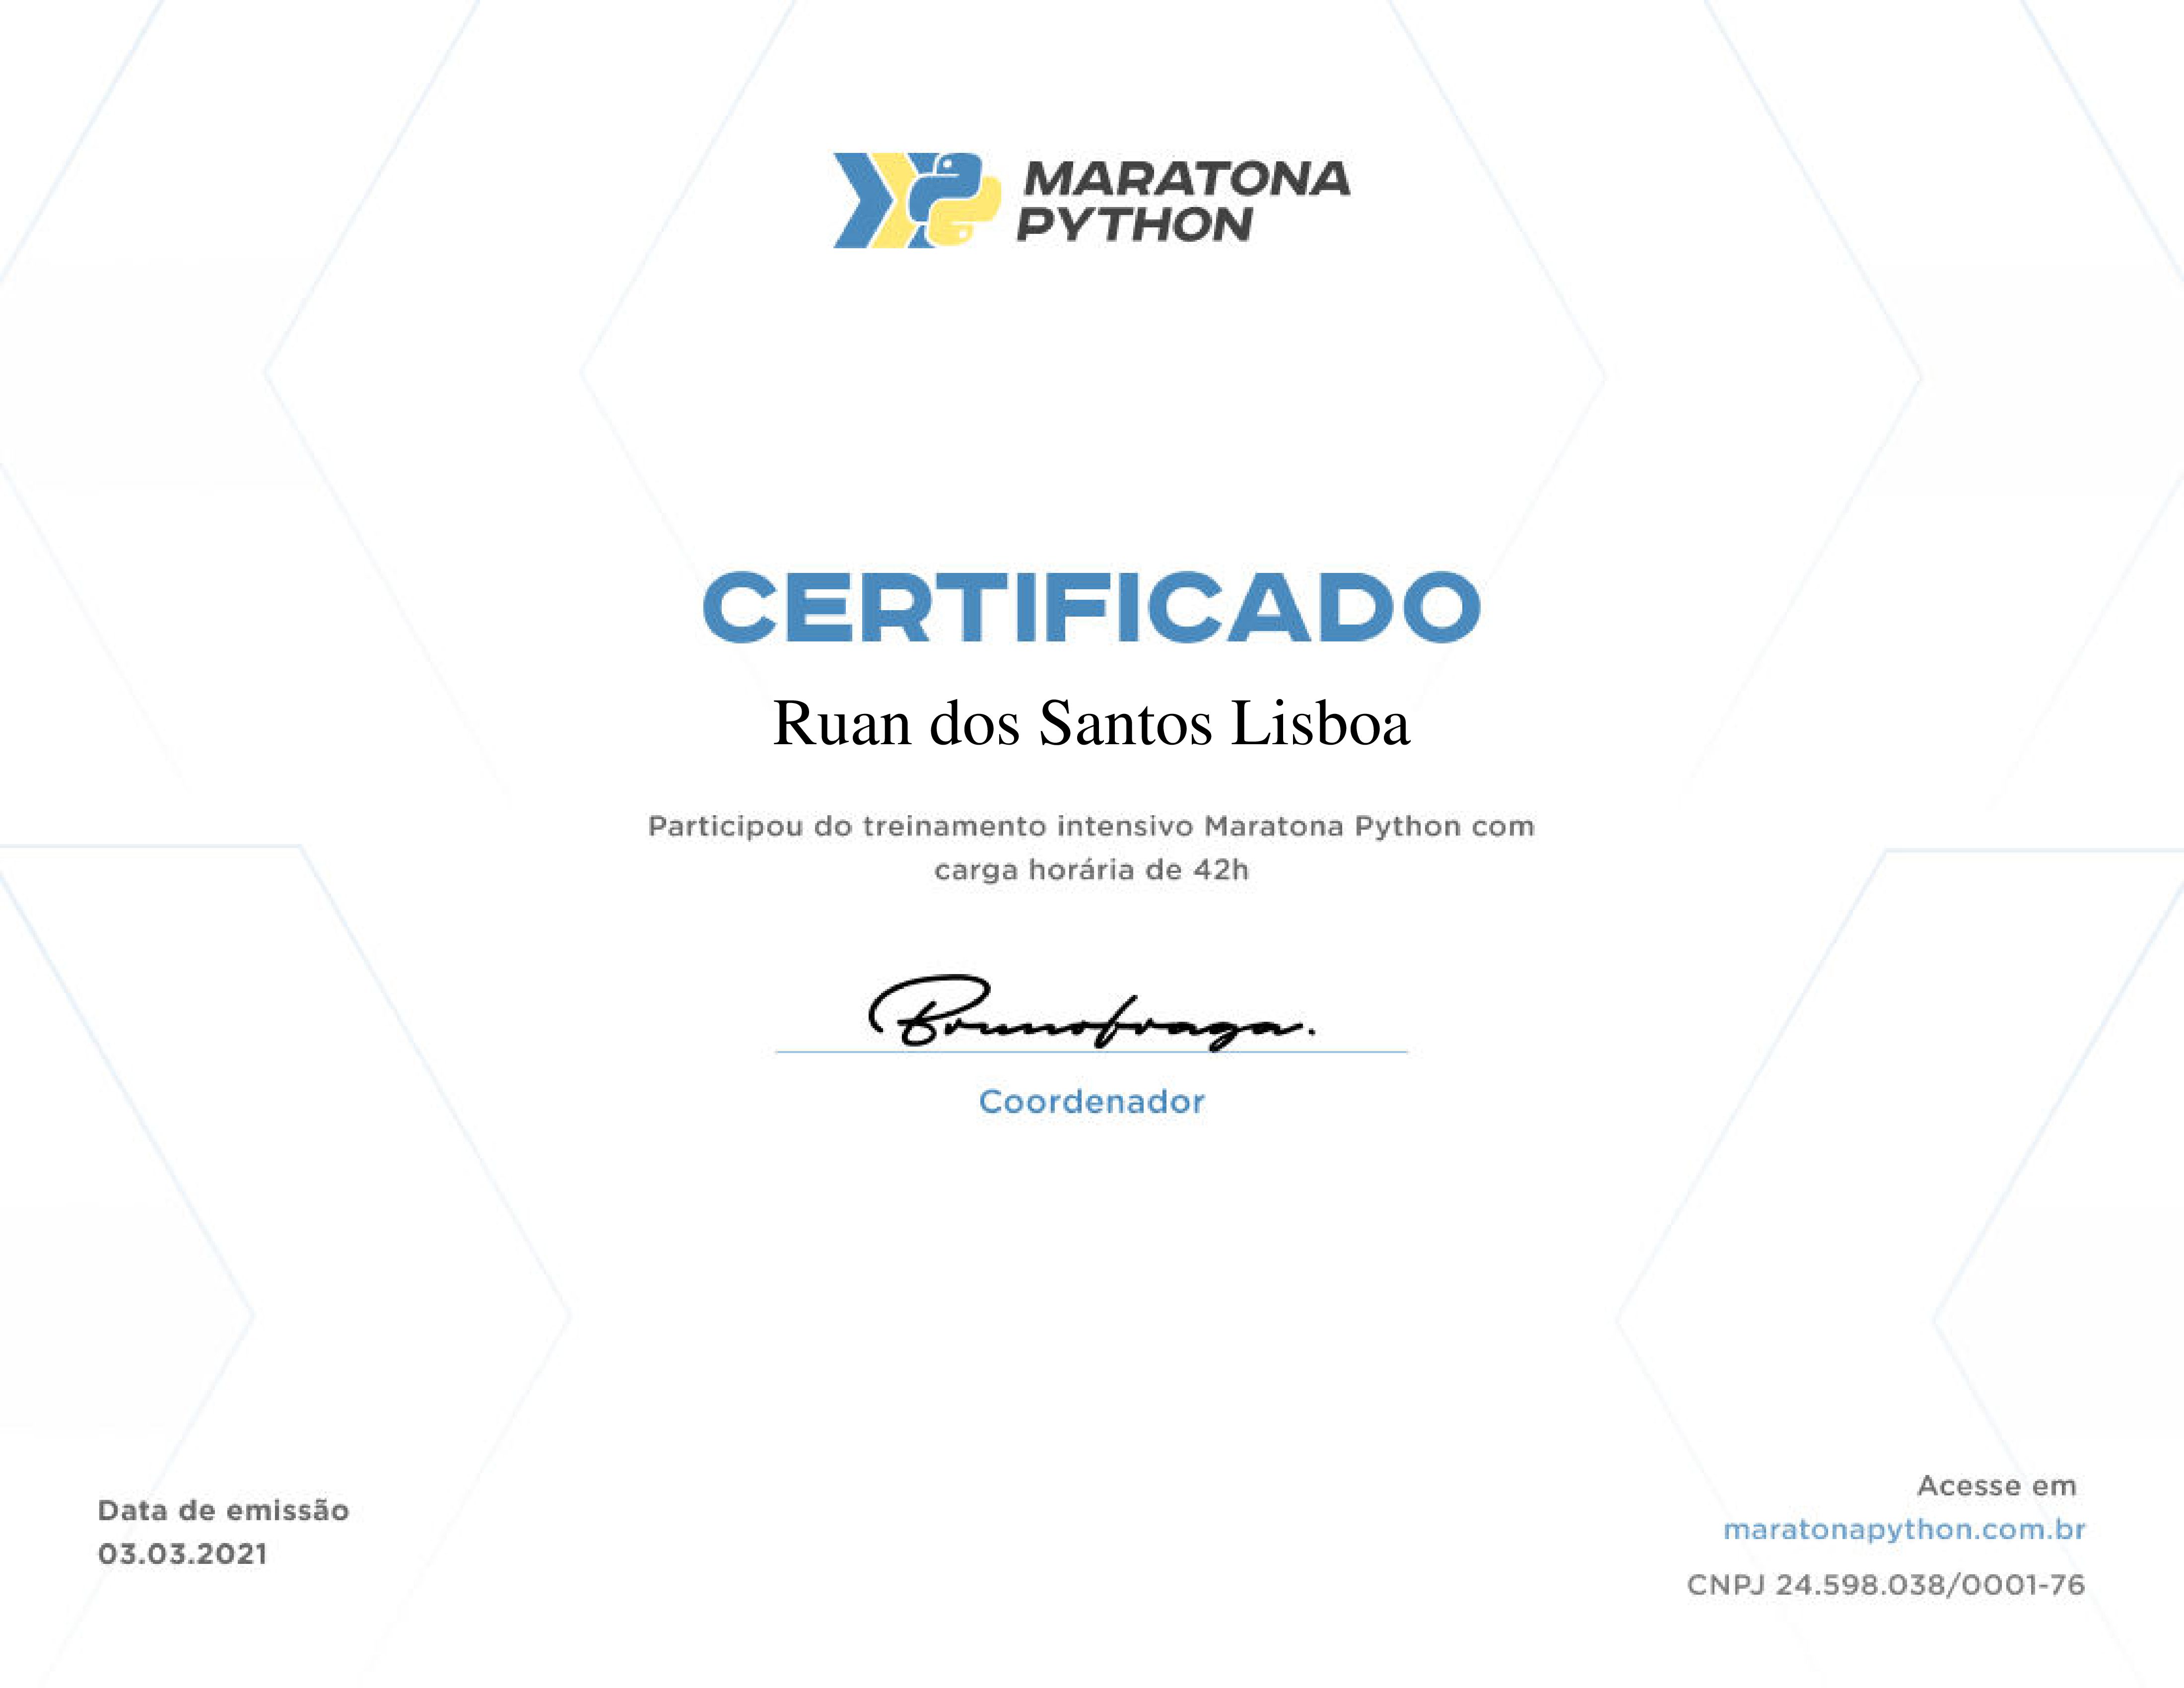 MARATONA
PYTHON
CERTIFICADO
Ruan dos Santos Lisboa
Participou do treinamento intensivo Maratona Python com
carga horária de 42h
Brunofraga.
Coordenador
Data de emissão
03.03.2021
Acesse em
maratonapython.com.br
CNPJ 24.598.038/0001-76